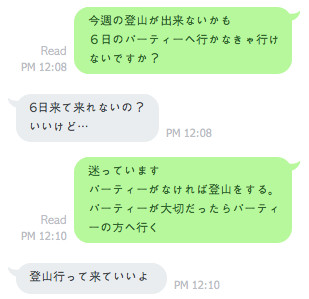 今週の登山が出来ないかも
６日のパーティーへ行かなきゃ行け
ないですか？
Read
PM 12:08
6日来て来れないの？
いいけど…
PM 12:08
迷っています
パーティーがなければ登山をする。
パーティーが大切だったらパーティ
ーの方へ行く
Read
PM 12:10
登山行って来ていいよ
PM 12:10